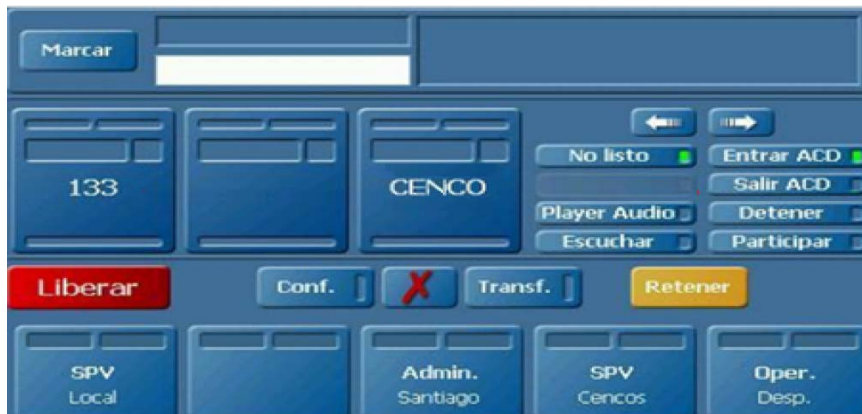 Marcar
133
CENCO
No listo
Entrar ACD
Salir ACD
Player Audio
Detener
Escuchar
Participar
Liberar
Conf.
X
Transf.
Retener
SPV
Local
Admin.
Santiago
SPV
Cencos
Oper.
Desp.